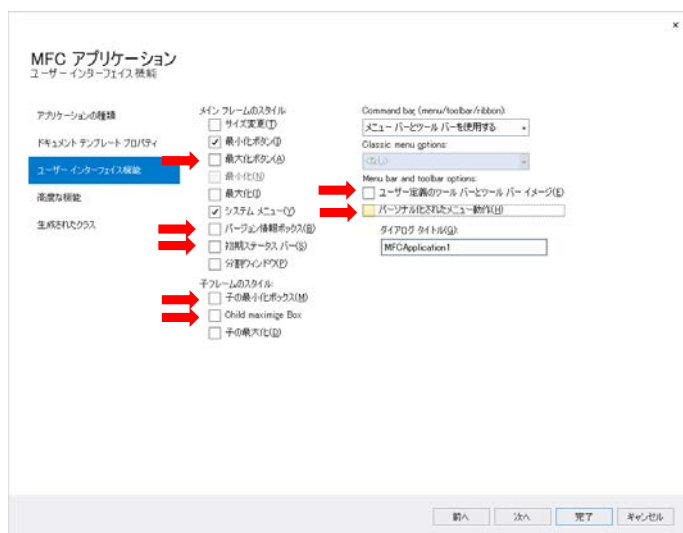 ×
MFC アプリケーション
ユーザー インターフェイス機能
アプリケーションの種類
ドキュメント テンプレート プロパティ
ユーザー インターフェイス機能
高度な機能
生成されたクラス
メイン フレームのスタイル:
サイズ変更(T)
最小化ボタン(I)
最大化ボタン(A)
最小化(N)
最大化(I)
システム メニュー(Y)
バージョン情報ボックス(B)
初期ステータス バー(S)
分割ウィンドウ(P)
子フレームのスタイル:
子の最小化ボックス(M)
Child maximize Box
子の最大化(D)
Command bar (menu/toolbar/ribbon):
メニュー バーとツール バーを使用する
Classic menu options:
<なし>
Menu bar and toolbar options:
ユーザー定義のツール バーとツール バー イメージ(E)
パーソナル化されたメニュー動作(H)
ダイアログ タイトル(G):
MFCApplication1
前へ
次へ
完了
キャンセル